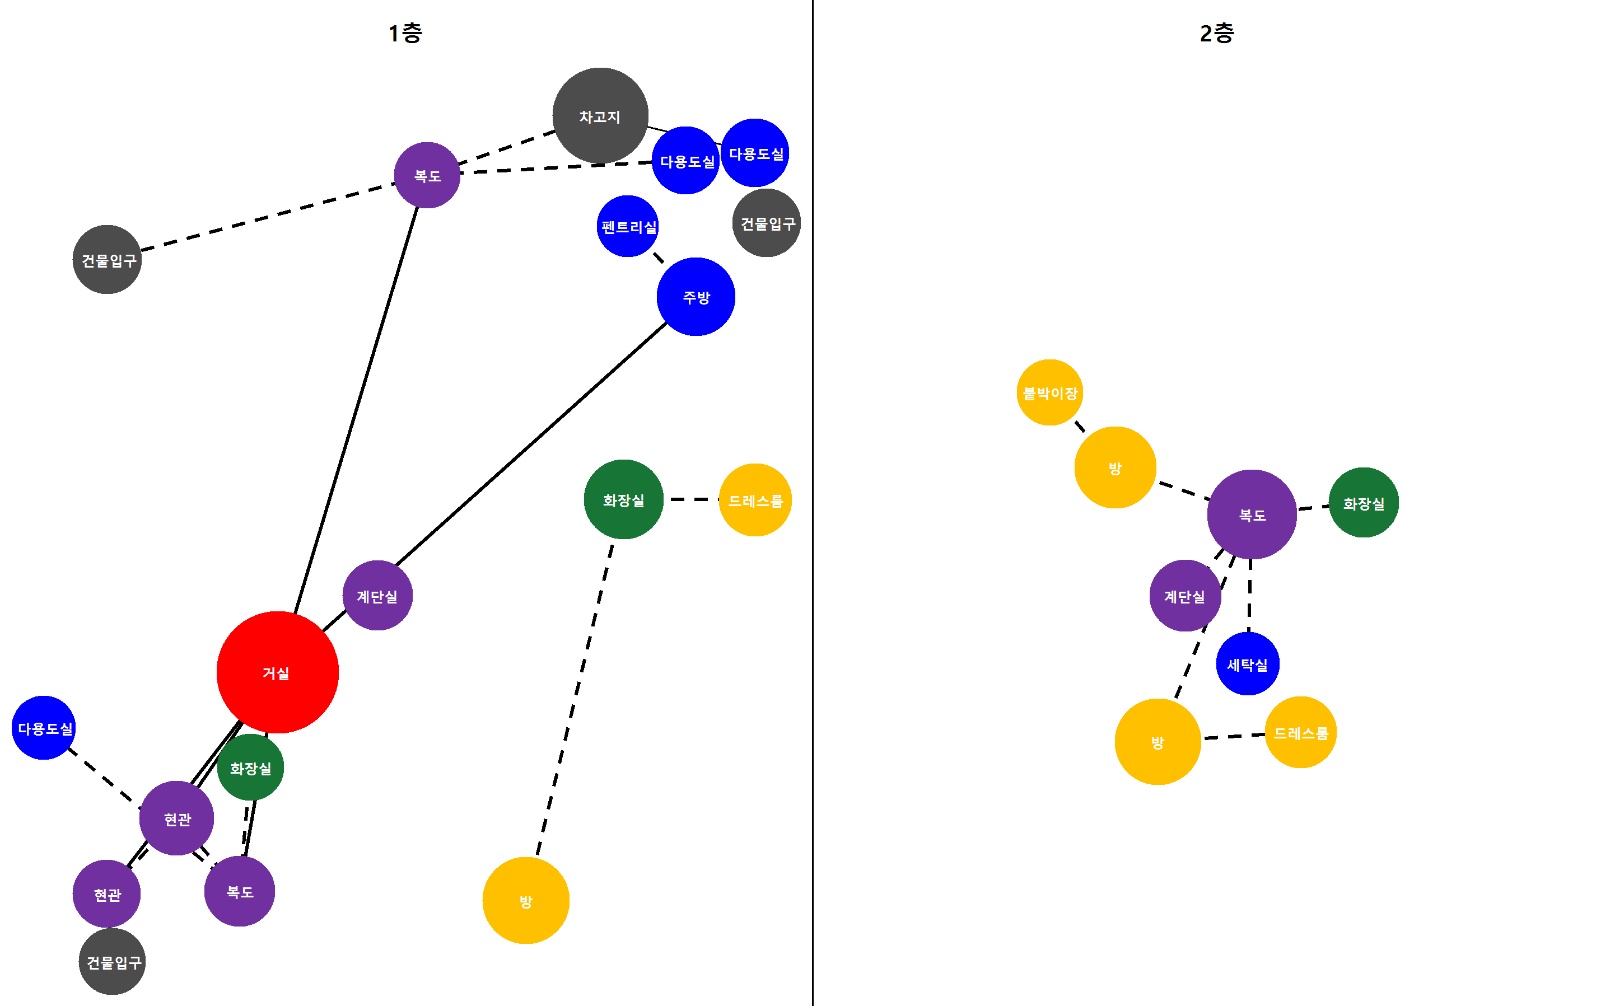 1층
차고지
다용도실
다용도실
복도
펜트리실
건물입구
건물입구
주방
화장실
드레스룸
계단실
거실
다용도실
화장실
현관
현관
복도
방
건물입구
2층
붙박이장
방
화장실
복도
계단실
세탁실
드레스룸
방